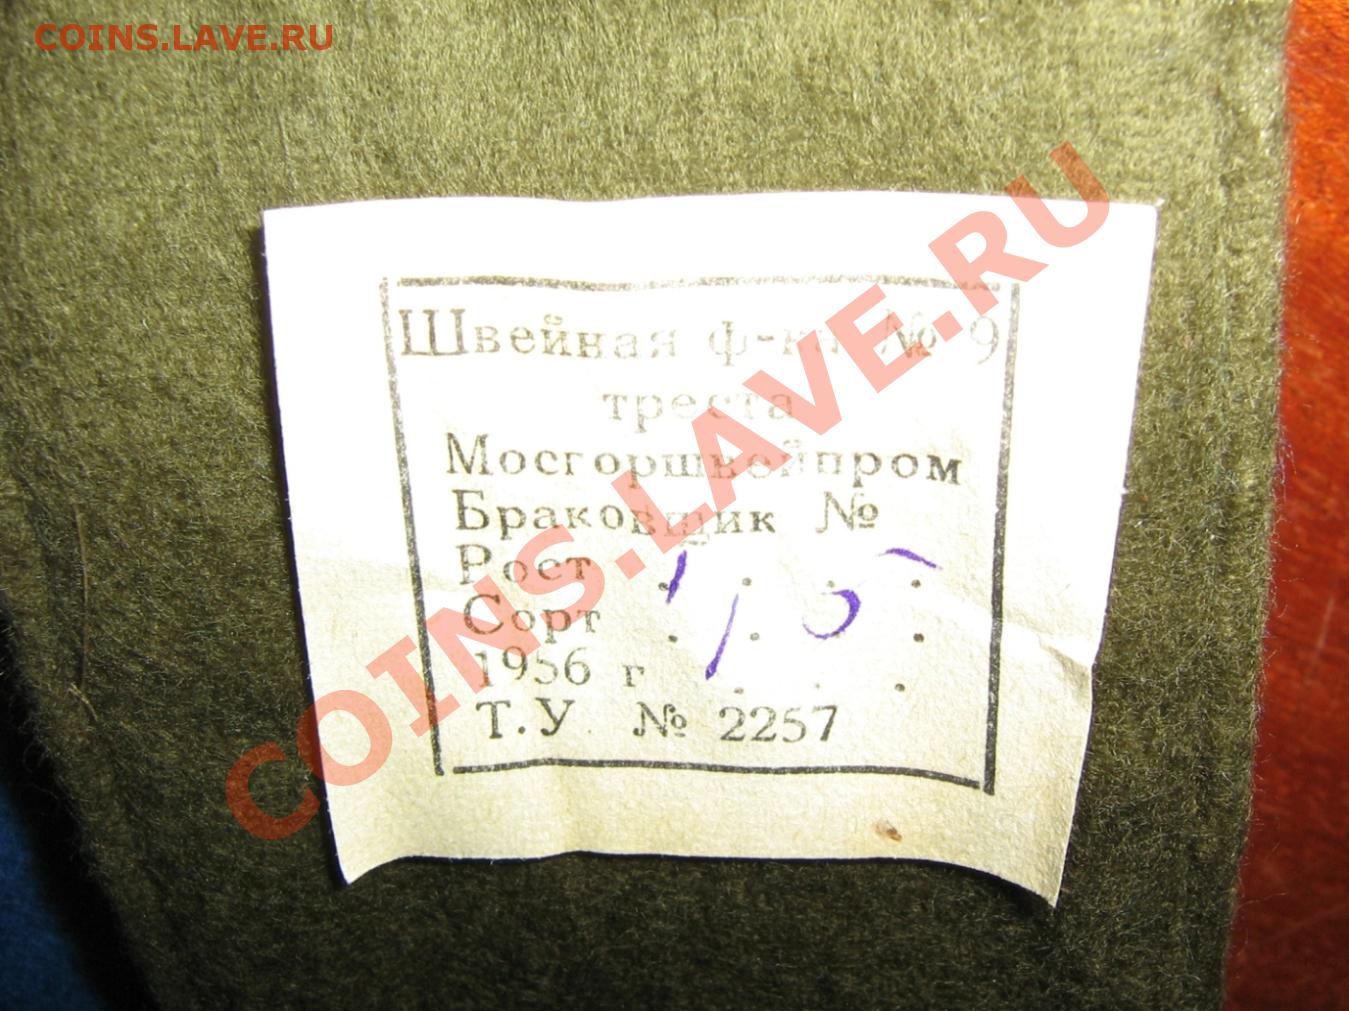 COINS.LAVE.RU
Швейная ф-ка № 9
треста
Мосгоршвейпром
Браковщик №
Рост . . . .
Сорт . . . .
1956 г . . .
Т.У. № 2257
COINS.LAVE.RU